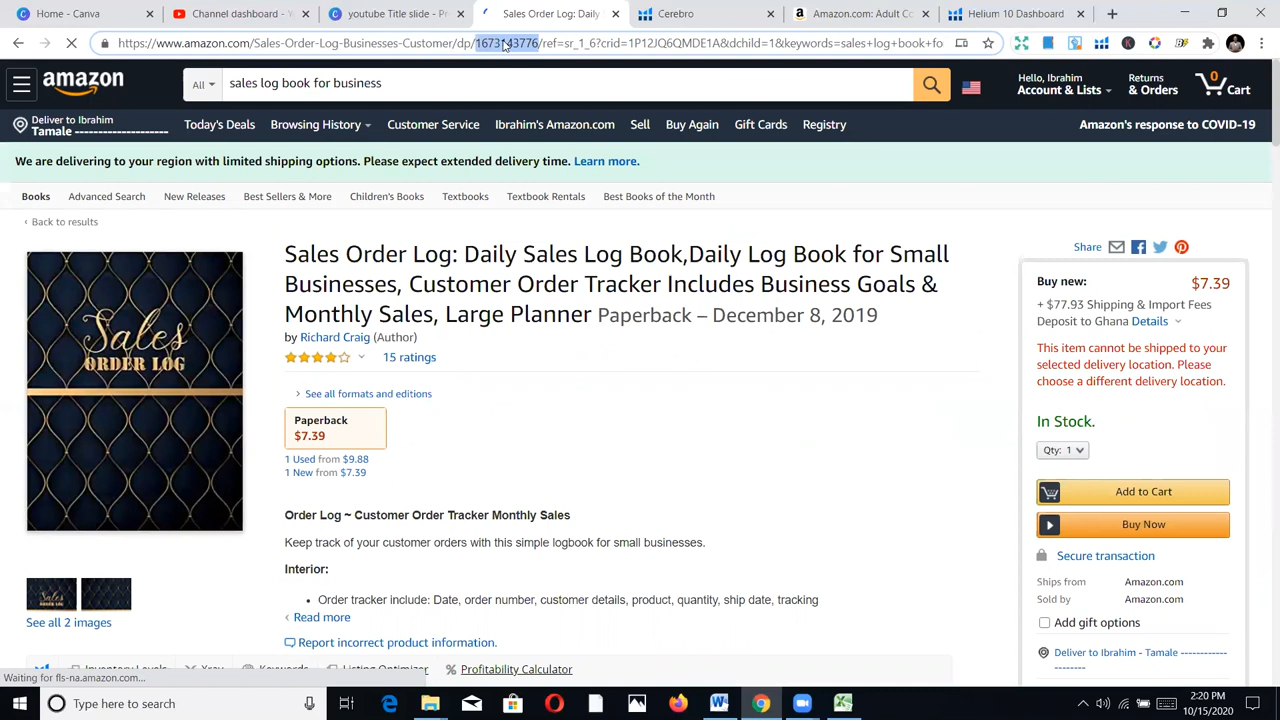 Home - Canva
Channel dashboard - Y
youtube Title slide - Pr
Sales Order Log: Daily
Cerebro
Amazon.com: Adult Co
Helium 10 Dashboard
https://www.amazon.com/Sales-Order-Log-Businesses-Customer/dp/1673143776/ref=sr_1_6?crid=1P12JQ6QMDE1A&dchild=1&keywords=sales+log+book+fo
amazon
All
sales log book for business
Hello, Ibrahim
Account & Lists
Returns
& Orders
0
Cart
Deliver to Ibrahim
Tamale ------------------
Today's Deals
Browsing History
Customer Service
Ibrahim's Amazon.com
Sell
Buy Again
Gift Cards
Registry
Amazon's response to COVID-19
We are delivering to your region with limited shipping options. Please expect extended delivery time. Learn more.
Books
Advanced Search
New Releases
Best Sellers & More
Children's Books
Textbooks
Textbook Rentals
Best Books of the Month
‹ Back to results
Sales
ORDER LOG
Sales Order Log: Daily Sales Log Book,Daily Log Book for Small
Businesses, Customer Order Tracker Includes Business Goals &
Monthly Sales, Large Planner Paperback – December 8, 2019
by Richard Craig (Author)
15 ratings
› See all formats and editions
Paperback
$7.39
1 Used from $9.88
1 New from $7.39
Order Log ~ Customer Order Tracker Monthly Sales
Keep track of your customer orders with this simple logbook for small businesses.
Interior:
• Order tracker include: Date, order number, customer details, product, quantity, ship date, tracking
‹ Read more
See all 2 images
Report incorrect product information.
Inventory Levels
Xray
Keywords
Listing Optimizer
Profitability Calculator
Share
Buy new:
$7.39
+ $77.93 Shipping & Import Fees
Deposit to Ghana Details
This item cannot be shipped to your
selected delivery location. Please
choose a different delivery location.
In Stock.
Qty: 1
Add to Cart
Buy Now
Secure transaction
Ships from
Amazon.com
Sold by
Amazon.com
Add gift options
Deliver to Ibrahim - Tamale -------------
--------
Waiting for fls-na.amazon.com...
Type here to search
2:20 PM
10/15/2020